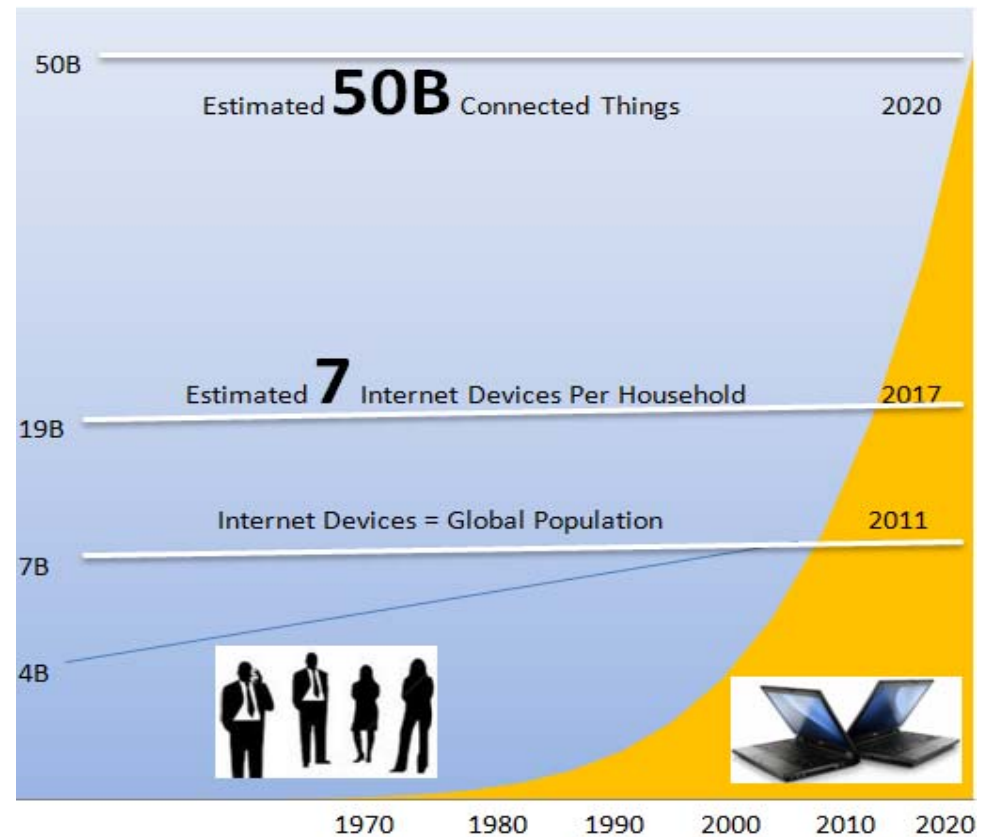 50B
Estimated 50B Connected Things 2020
Estimated 7 Internet Devices Per Household 2017
19B
Internet Devices = Global Population 2011
7B
4B
1970 1980 1990 2000 2010 2020